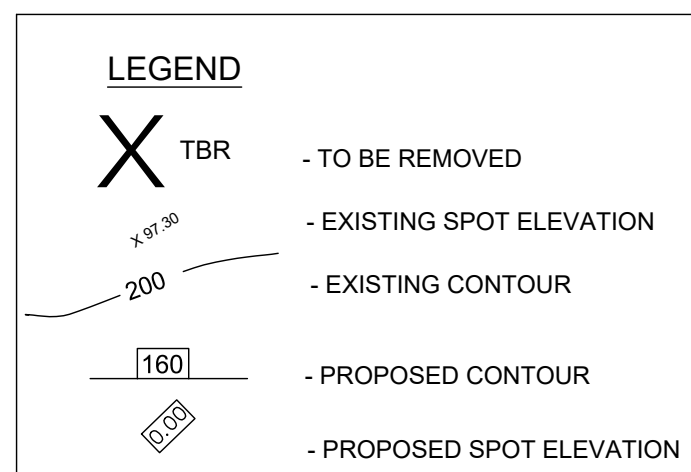 LEGEND
X TBR - TO BE REMOVED
X 97.30 - EXISTING SPOT ELEVATION
200 - EXISTING CONTOUR
160 - PROPOSED CONTOUR
0.00 - PROPOSED SPOT ELEVATION